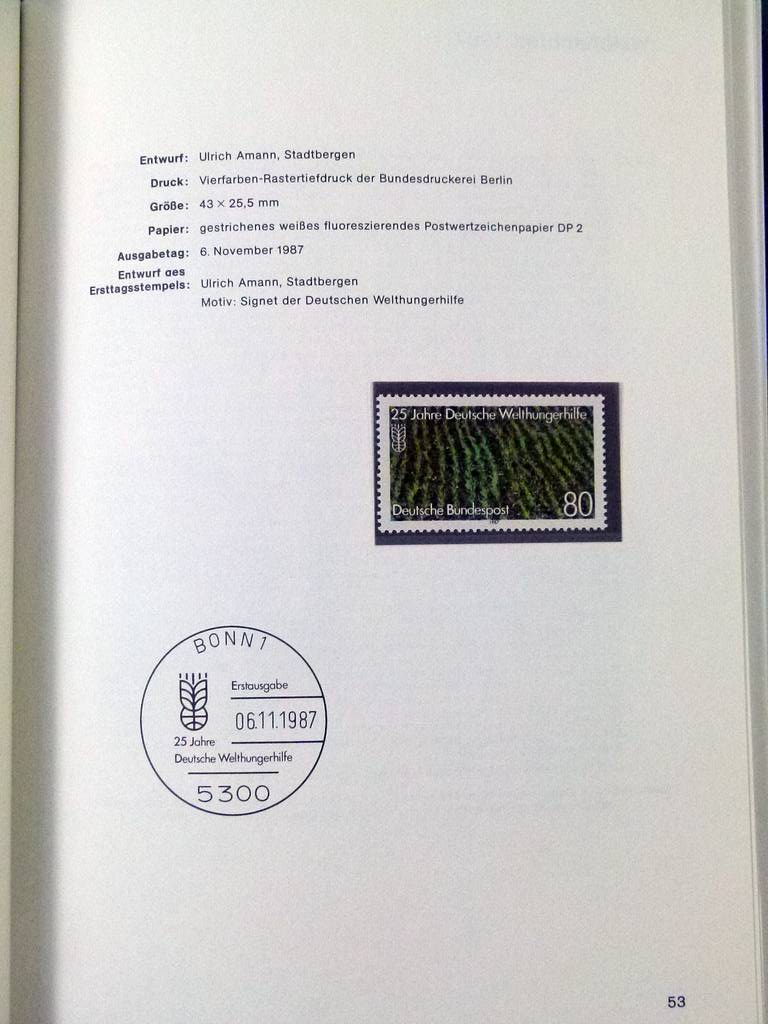 Entwurf: Ulrich Amann, Stadtbergen
Druck: Vierfarben-Rastertiefdruck der Bundesdruckerei Berlin
Größe: 43 × 25,5 mm
Papier: gestrichenes weißes fluoreszierendes Postwertzeichenpapier DP 2
Ausgabetag: 6. November 1987
Entwurf des
Ersttagsstempels: Ulrich Amann, Stadtbergen
Motiv: Signet der Deutschen Welthungerhilfe
25 Jahre Deutsche Welthungerhilfe
Deutsche Bundespost 80
BONN 1
Erstausgabe
06.11.1987
25 Jahre
Deutsche Welthungerhilfe
5300
53